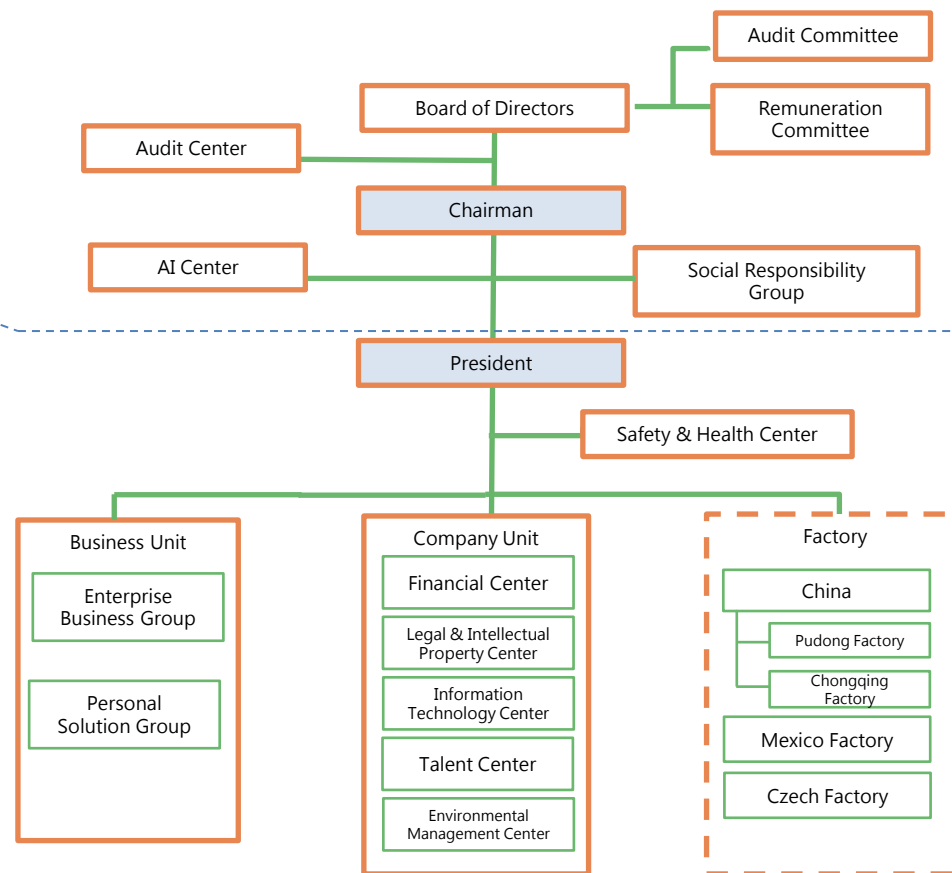 Audit Committee
Board of Directors
Remuneration
Committee
Audit Center
Chairman
AI Center
Social Responsibility
Group
President
Safety & Health Center
Business Unit
Enterprise
Business Group
Personal
Solution Group
Company Unit
Financial Center
Legal & Intellectual
Property Center
Information
Technology Center
Talent Center
Environmental
Management Center
Factory
China
Pudong Factory
Chongqing
Factory
Mexico Factory
Czech Factory